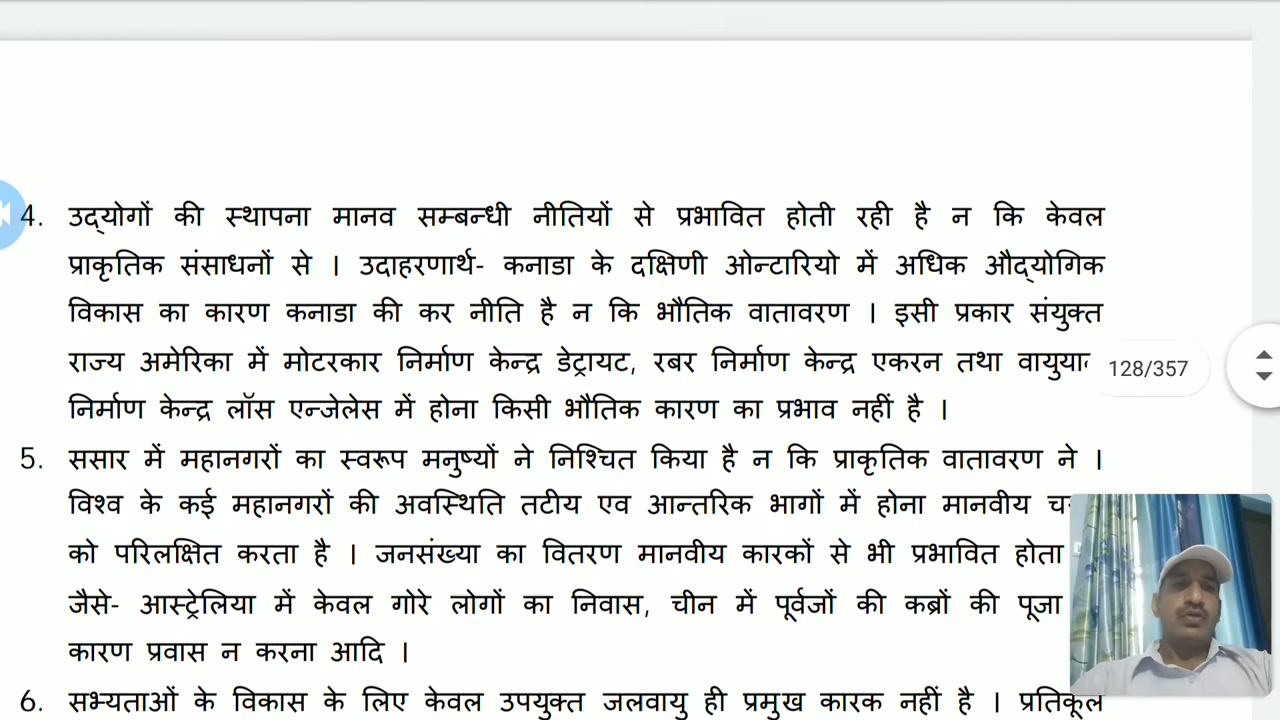 4. उद्योगों की स्थापना मानव सम्बन्धी नीतियों से प्रभावित होती रही है न कि केवल
प्राकृतिक संसाधनों से । उदाहरणार्थ- कनाडा के दक्षिणी ओन्टारियो में अधिक औद्योगिक
विकास का कारण कनाडा की कर नीति है न कि भौतिक वातावरण । इसी प्रकार संयुक्त
राज्य अमेरिका में मोटरकार निर्माण केन्द्र डेट्रायट, रबर निर्माण केन्द्र एकरन तथा
128/357
निर्माण केन्द्र लॉस एन्जेलेस में होना किसी भौतिक कारण का प्रभाव नहीं है ।
5. ससार में महानगरों का स्वरूप मनुष्यों ने निश्चित किया है न कि प्राकृतिक वातावरण ने ।
विश्व के कई महानगरों की अवस्थिति तटीय एव आन्तरिक भागों में होना मानवीय
को परिलक्षित करता है । जनसंख्या का वितरण मानवीय कारकों से भी प्रभावित होता
जैसे- आस्ट्रेलिया में केवल गोरे लोगों का निवास, चीन में पूर्वजों की कब्रों की पूजा
कारण प्रवास न करना आदि ।
6. सभ्यताओं के विकास के लिए केवल उपयुक्त जलवायु ही प्रमुख कारक नहीं है । प्रतिकूल